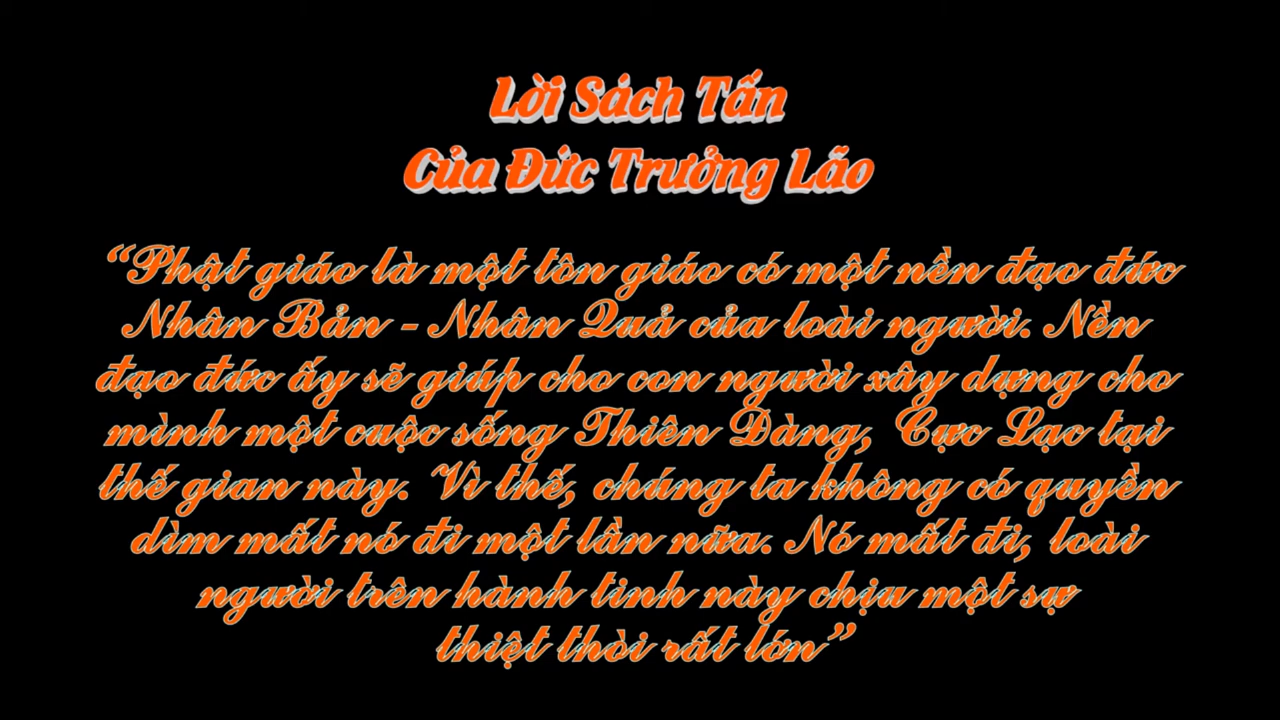 Lời Sách Tấn
Của Đức Trưởng Lão
“Phật giáo là một tôn giáo có một nền đạo đức
Nhân Bản - Nhân Quả của loài người. Nền
đạo đức ấy sẽ giúp cho con người xây dựng cho
mình một cuộc sống Thiên Đàng, Cực Lạc tại
thế gian này. Vì thế, chúng ta không có quyền
dìm mất nó đi một lần nữa. Nó mất đi, loài
người trên hành tinh này chịu một sự
thiệt thòi rất lớn”